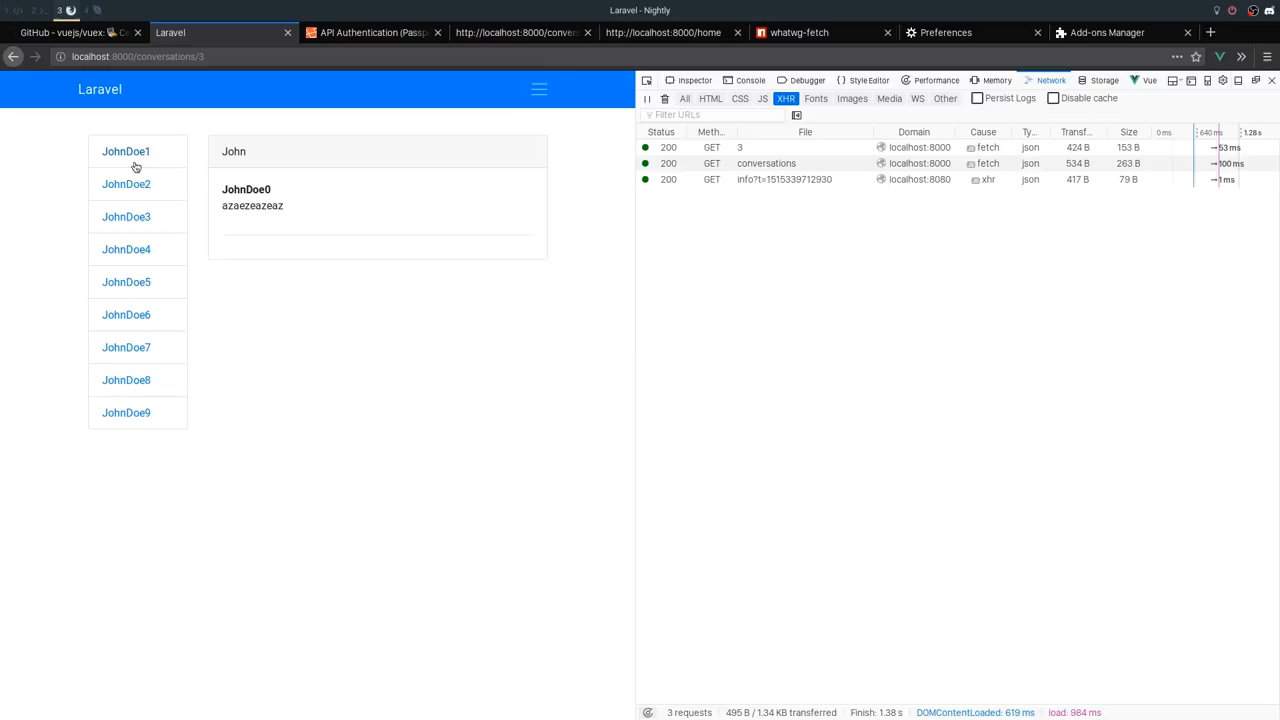 1 2 3 4
Laravel - Nightly
GitHub - vuejs/vuex: Ce
Laravel
API Authentication (Passp
http://localhost:8000/conver
http://localhost:8000/home
whatwg-fetch
Preferences
Add-ons Manager
localhost:8000/conversations/3
Laravel
JohnDoe1
JohnDoe2
JohnDoe3
JohnDoe4
JohnDoe5
JohnDoe6
JohnDoe7
JohnDoe8
JohnDoe9
John
JohnDoe0
azaezeazeaz
Inspector Console Debugger Style Editor Performance Memory Network Storage Vue
All HTML CSS JS XHR Fonts Images Media WS Other Persist Logs Disable cache
Filter URLs
Status Meth... File Domain Cause Ty... Transf... Size 0 ms 640 ms 1.28 s
200 GET 3 localhost:8000 fetch json 424 B 153 B → 53 ms
200 GET conversations localhost:8000 fetch json 534 B 263 B → 100 ms
200 GET info?t=1515339712930 localhost:8080 xhr json 417 B 79 B → 1 ms
3 requests 495 B / 1.34 KB transferred Finish: 1.38 s DOMContentLoaded: 619 ms load: 984 ms